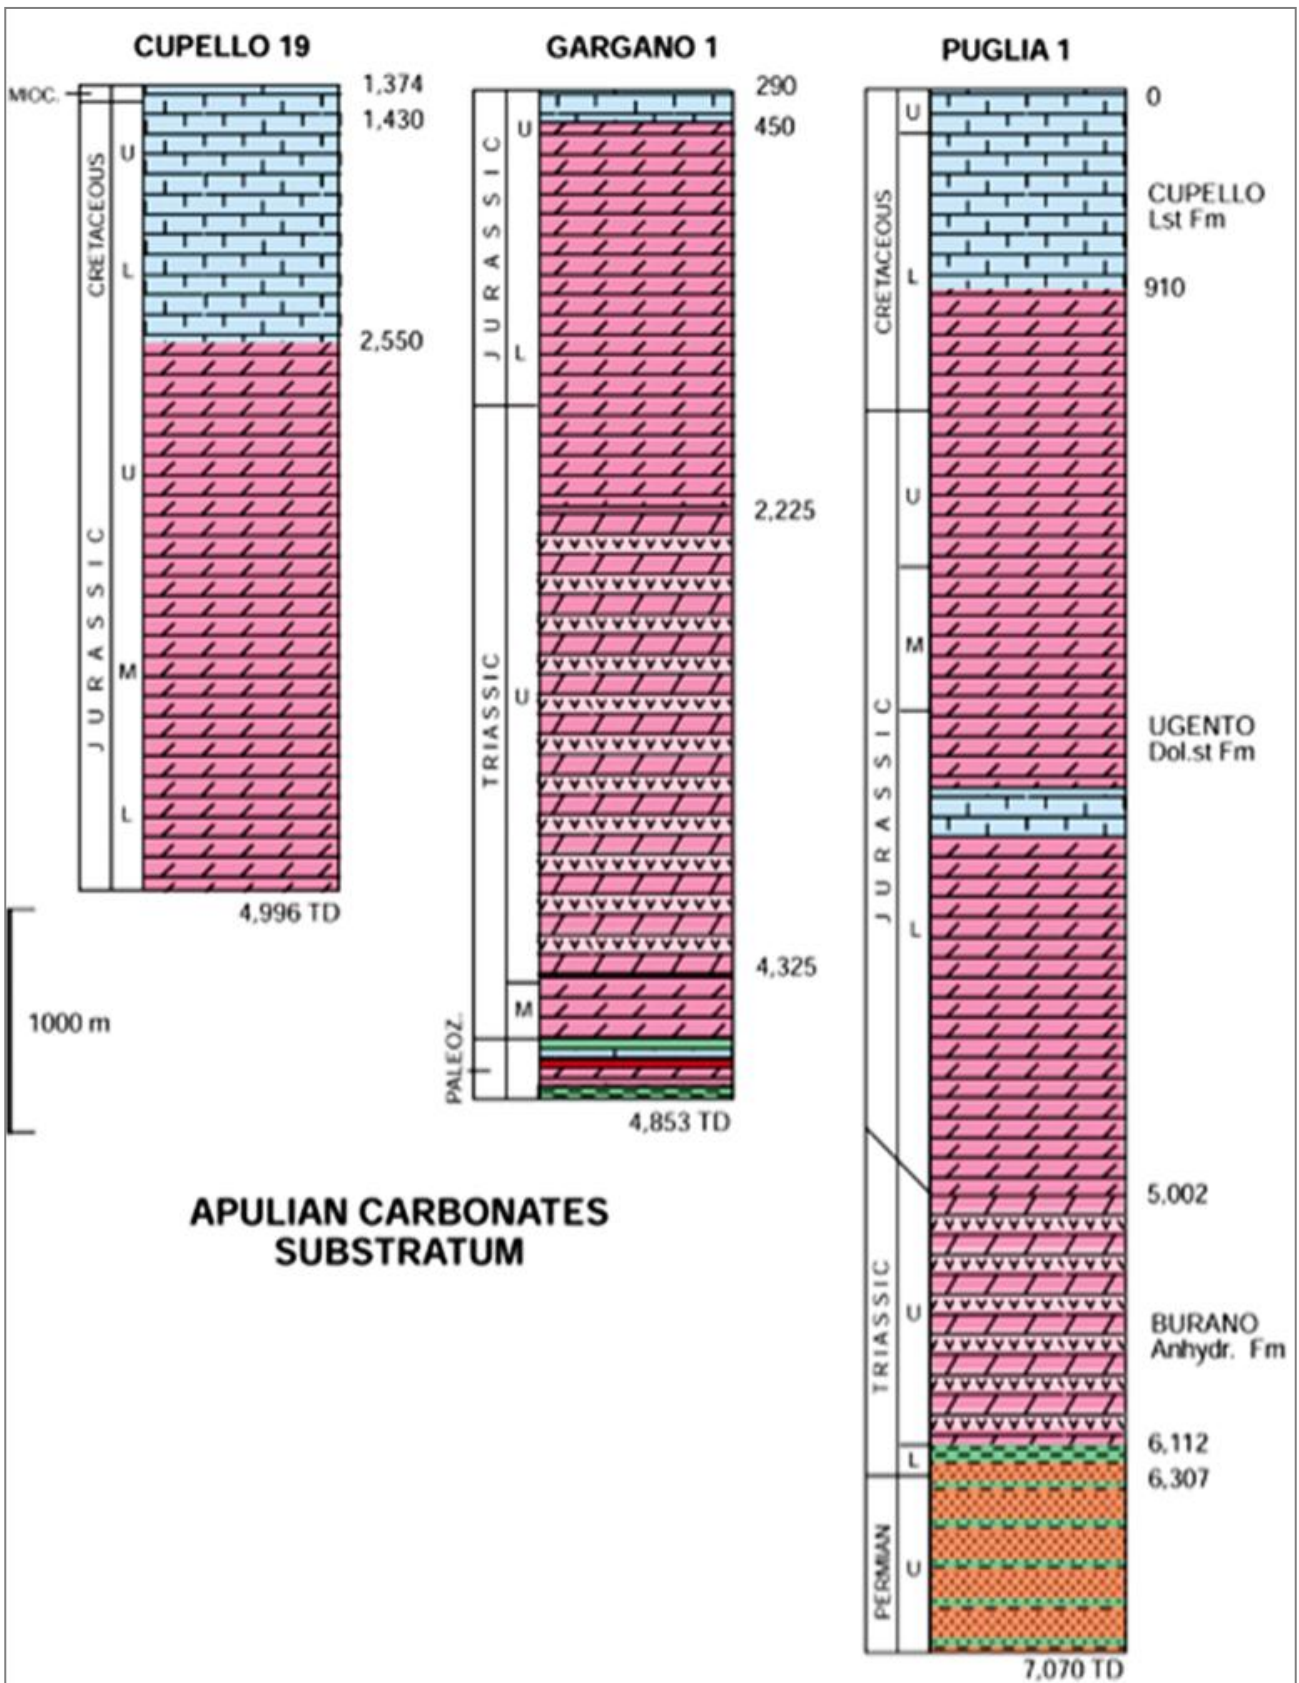 CUPELLO 19
MIOC.
CRETACEOUS
U
L
JURASSIC
U
M
L
1,374
1,430
2,550
4,996 TD
1000 m
GARGANO 1
JURASSIC
U
L
TRIASSIC
U
M
PALEOZ.
290
450
2,225
4,325
4,853 TD
PUGLIA 1
CRETACEOUS
U
L
JURASSIC
U
M
L
TRIASSIC
U
L
PERMIAN
U
0
CUPELLO
Lst Fm
910
UGENTO
Dol.st Fm
5,002
BURANO
Anhydr. Fm
6,112
6,307
7,070 TD
APULIAN CARBONATES
SUBSTRATUM